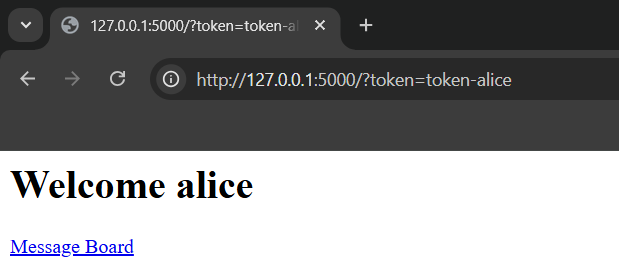 127.0.0.1:5000/?token=token-al
http://127.0.0.1:5000/?token=token-alice
Welcome alice
Message Board